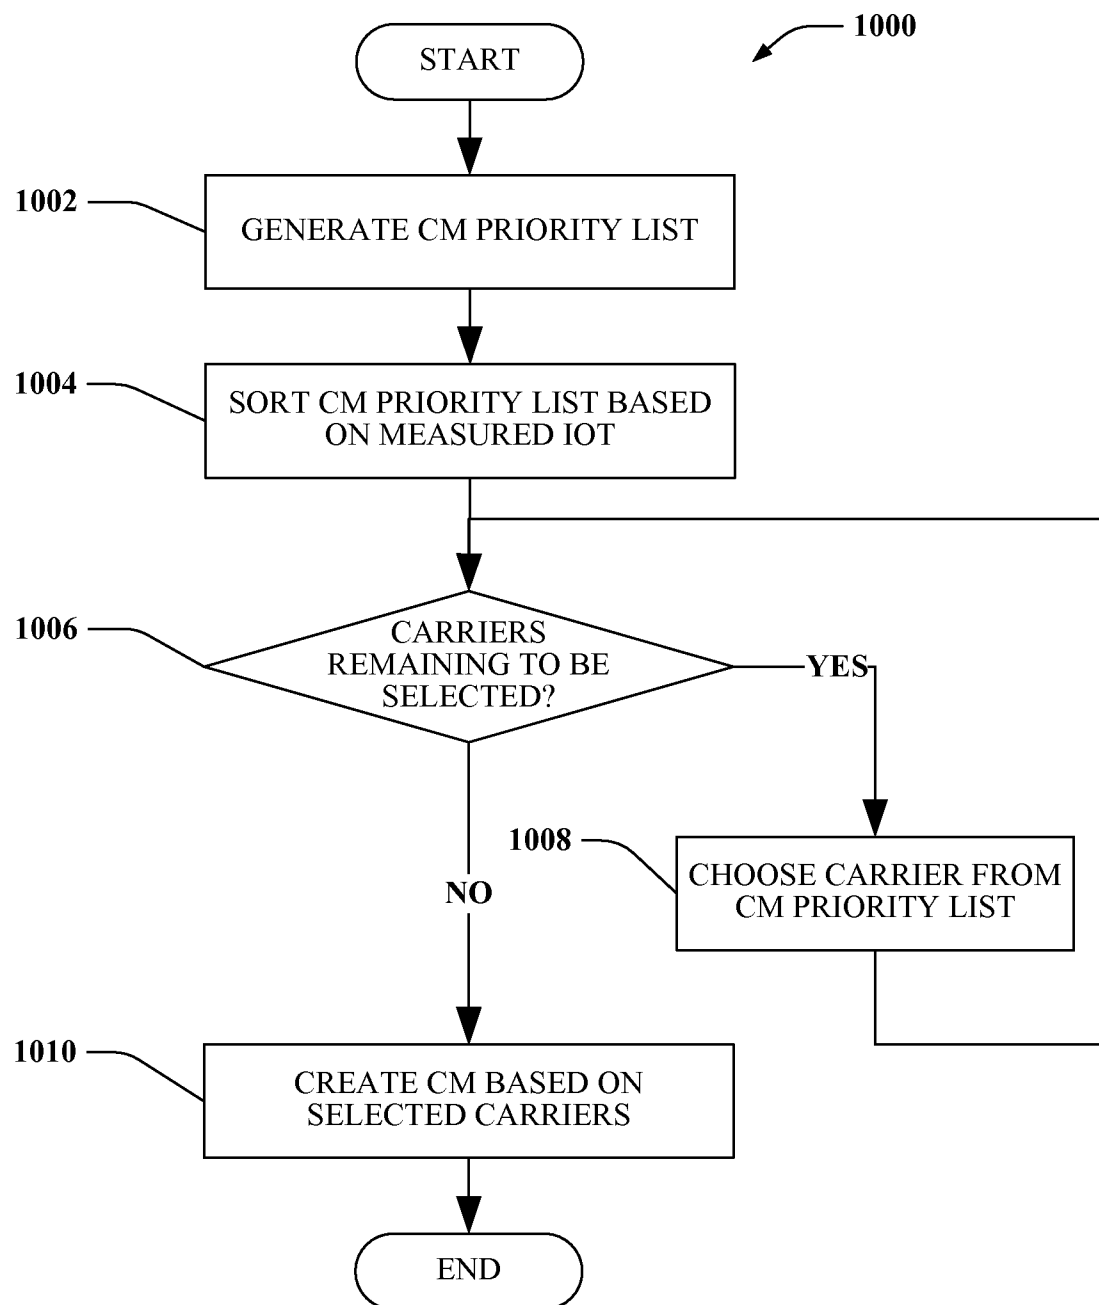 START
1000
1002
GENERATE CM PRIORITY LIST
1004
SORT CM PRIORITY LIST BASED
ON MEASURED IOT
1006
CARRIERS
REMAINING TO BE
SELECTED?
YES
1008
CHOOSE CARRIER FROM
CM PRIORITY LIST
NO
1010
CREATE CM BASED ON
SELECTED CARRIERS
END